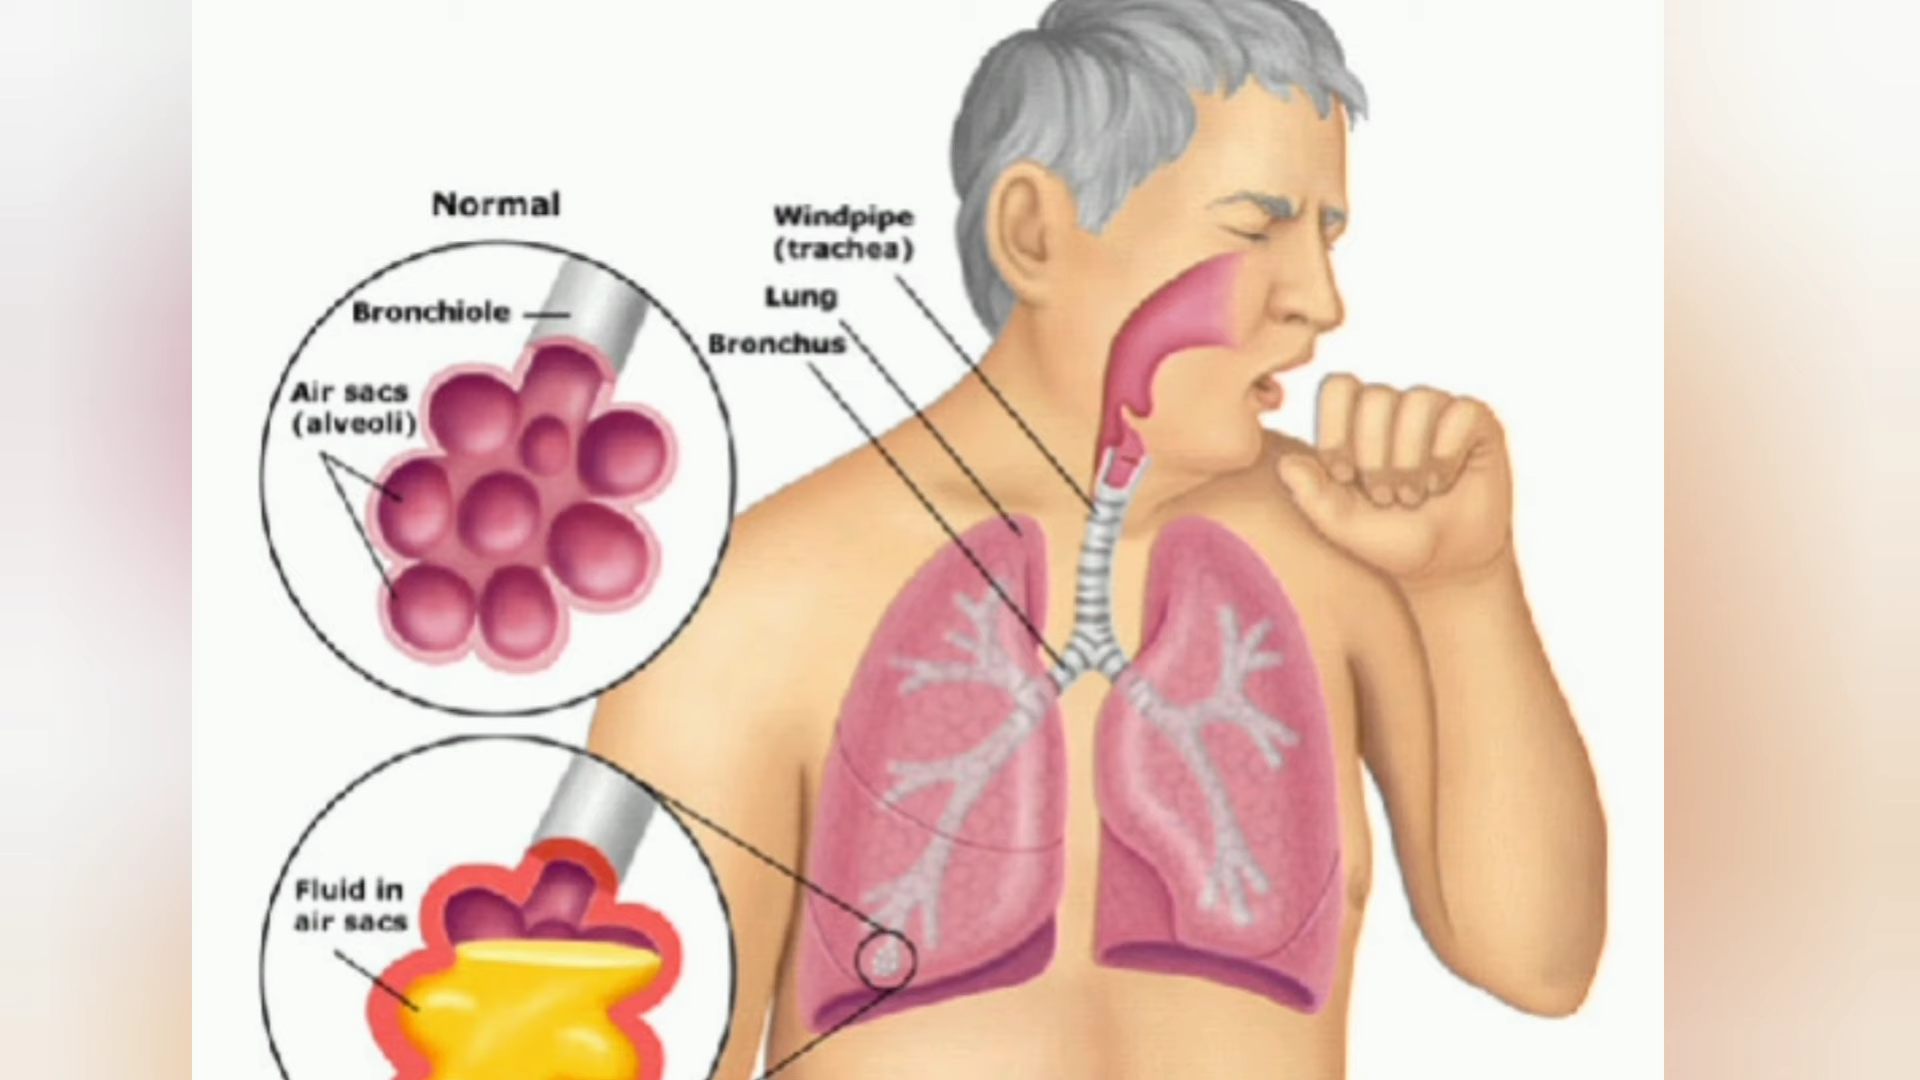 Normal
Bronchiole
Air sacs
(alveoli)
Windpipe
(trachea)
Lung
Bronchus
Fluid in
air sacs